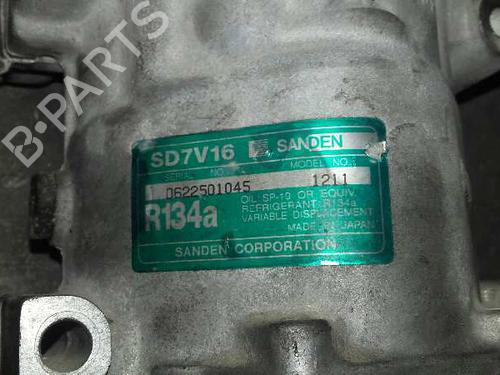 B-PARTS
SD7V16 SANDEN
SERIAL NO. MODEL NO.
1 0622501045 1211
R134a
OIL: SP-10 OR EQUIV.
REFRIGERANT: R134a
VARIABLE DISPLACEMENT
MADE IN JAPAN
SANDEN CORPORATION